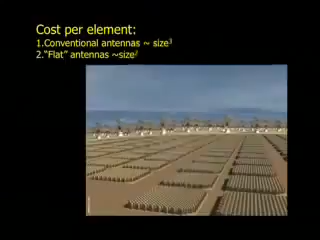 Cost per element:
1.Conventional antennas ~ size³
2.“Flat” antennas ~size²